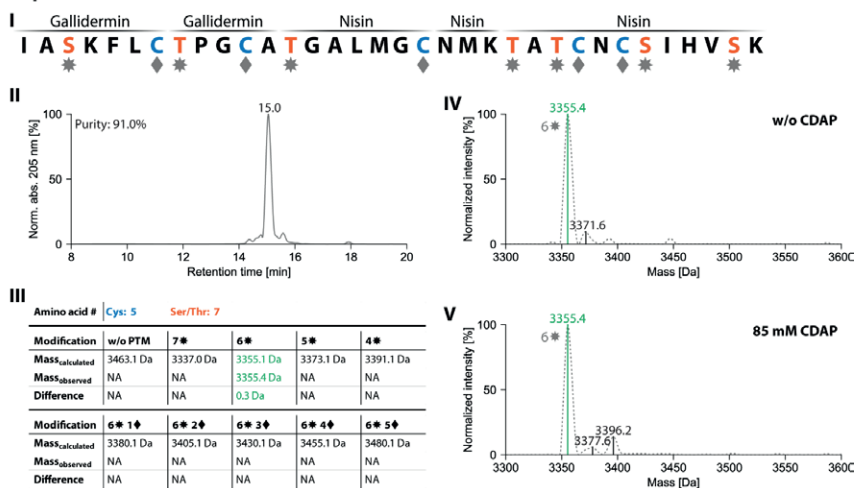 I
Gallidermin Gallidermin Nisin Nisin Nisin
I A S K F L C T P G C A T G A L M G C N M K T A T C N C S I H V S K
II
15.0
Purity: 91.0%
Norm. abs. 205 nm [%]
100
50
0
8 10 12 14 16 18 20
Retention time [min]
III
Amino acid # Cys: 5 Ser/Thr: 7
Modification w/o PTM 7✸ 6✸ 5✸ 4✸
Masscalculated 3463.1 Da 3337.0 Da 3355.1 Da 3373.1 Da 3391.1 Da
Massobserved NA NA 3355.4 Da NA NA
Difference NA NA 0.3 Da NA NA
Modification 6✸ 1♦ 6✸ 2♦ 6✸ 3♦ 6✸ 4♦ 6✸ 5♦
Masscalculated 3380.1 Da 3405.1 Da 3430.1 Da 3455.1 Da 3480.1 Da
Massobserved NA NA NA NA NA
Difference NA NA NA NA NA
IV
3355.4
w/o CDAP
6✸
3371.6
Normalized intensity [%]
100
50
0
3300 3350 3400 3450 3500 3550 3600
Mass [Da]
V
3355.4
85 mM CDAP
6✸
3396.2
3377.6
Normalized intensity [%]
100
50
0
3300 3350 3400 3450 3500 3550 3600
Mass [Da]